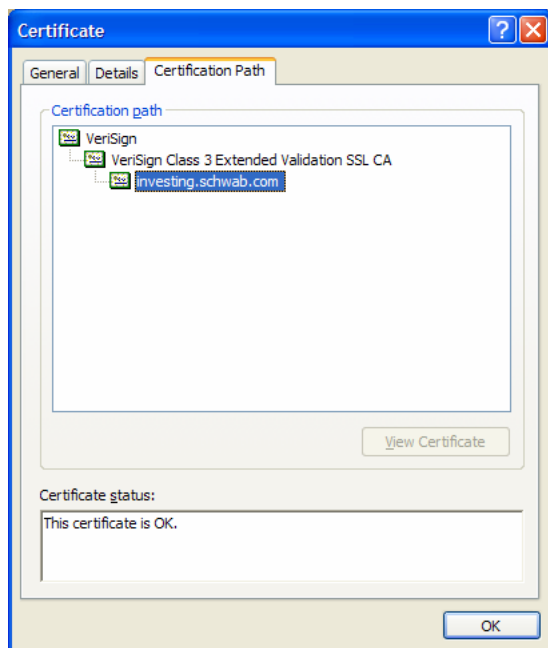 Certificate
General Details Certification Path
Certification path
VeriSign
VeriSign Class 3 Extended Validation SSL CA
investing.schwab.com
View Certificate
Certificate status:
This certificate is OK.
OK